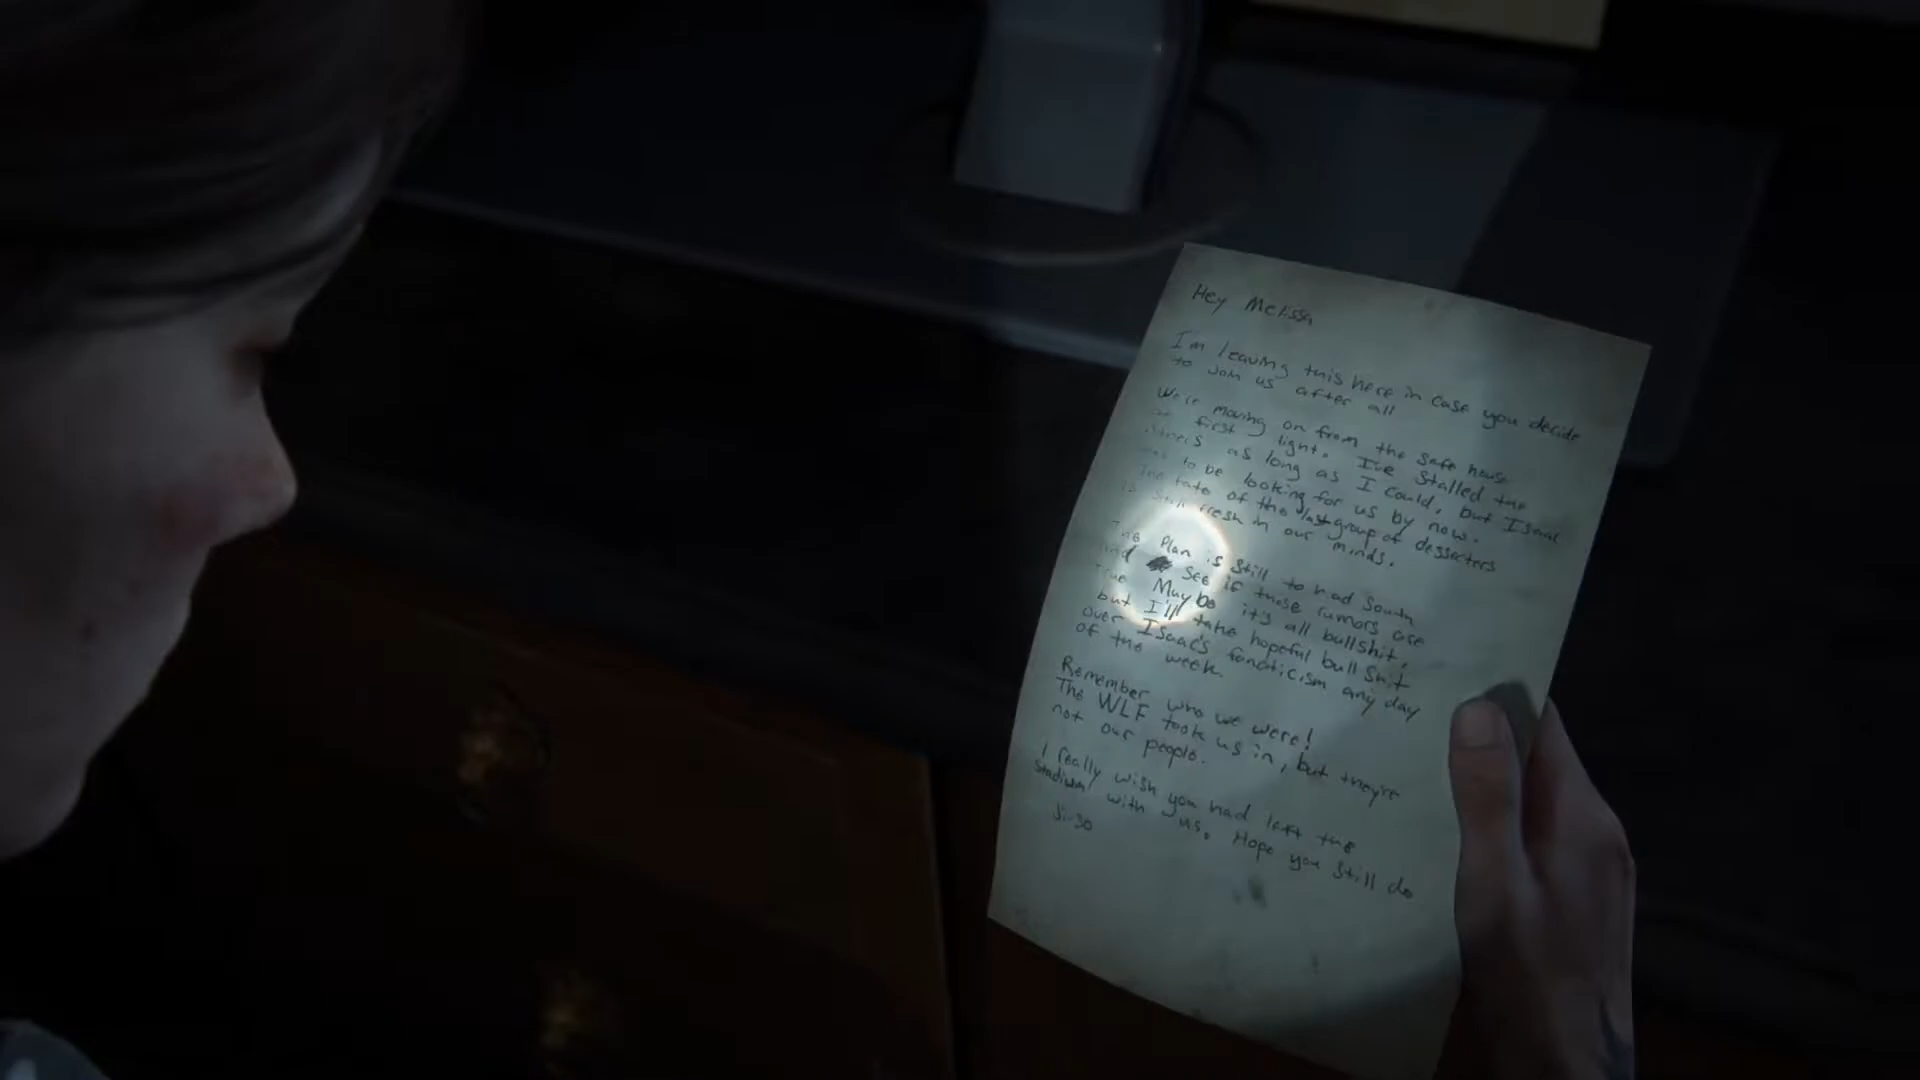 Hey Melissa
I'm leaving this here in case you decide
to join us after all
We're moving on from the safe house
at first light. I've stalled the
others as long as I could, but Isaac
has to be looking for us by now.
The fate of the last group of dessecters
is still fresh in our minds.
The Plan is still to had south
and see if those rumors are
true Maybe it's all bullshit,
but I'll take hopeful bullshit
over Isaac's fanaticism any day
of the week.
Remember who we were!
The WLF took us in, but they're
not our people.
I really wish you had left the
stadium with us. Hope you still do